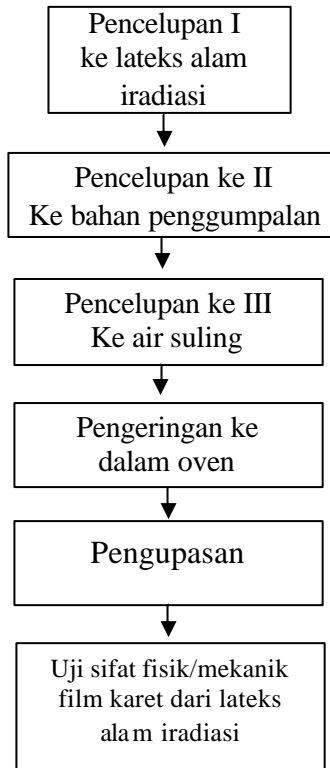 Pencelupan I
ke lateks alam
iradiasi
Pencelupan ke II
Ke bahan penggumpalan
Pencelupan ke III
Ke air suling
Pengeringan ke
dalam oven
Pengupasan
Uji sifat fisik/mekanik
film karet dari lateks
alam iradiasi